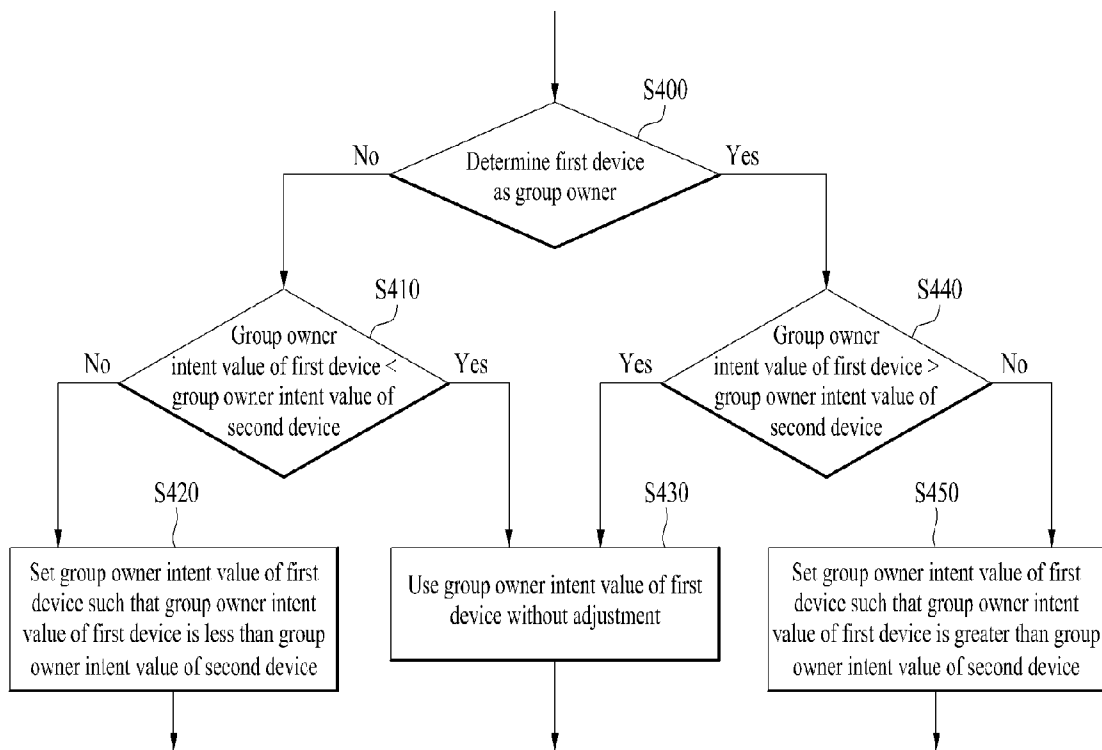 S400
No
Determine first device
as group owner
Yes
S410
Group owner
intent value of first device <
group owner intent value of
second device
No
Yes
S440
Group owner
intent value of first device >
group owner intent value of
second device
Yes
No
S420
Set group owner intent value of first
device such that group owner intent
value of first device is less than group
owner intent value of second device
S430
Use group owner intent value of first
device without adjustment
S450
Set group owner intent value of first
device such that group owner intent
value of first device is greater than group
owner intent value of second device